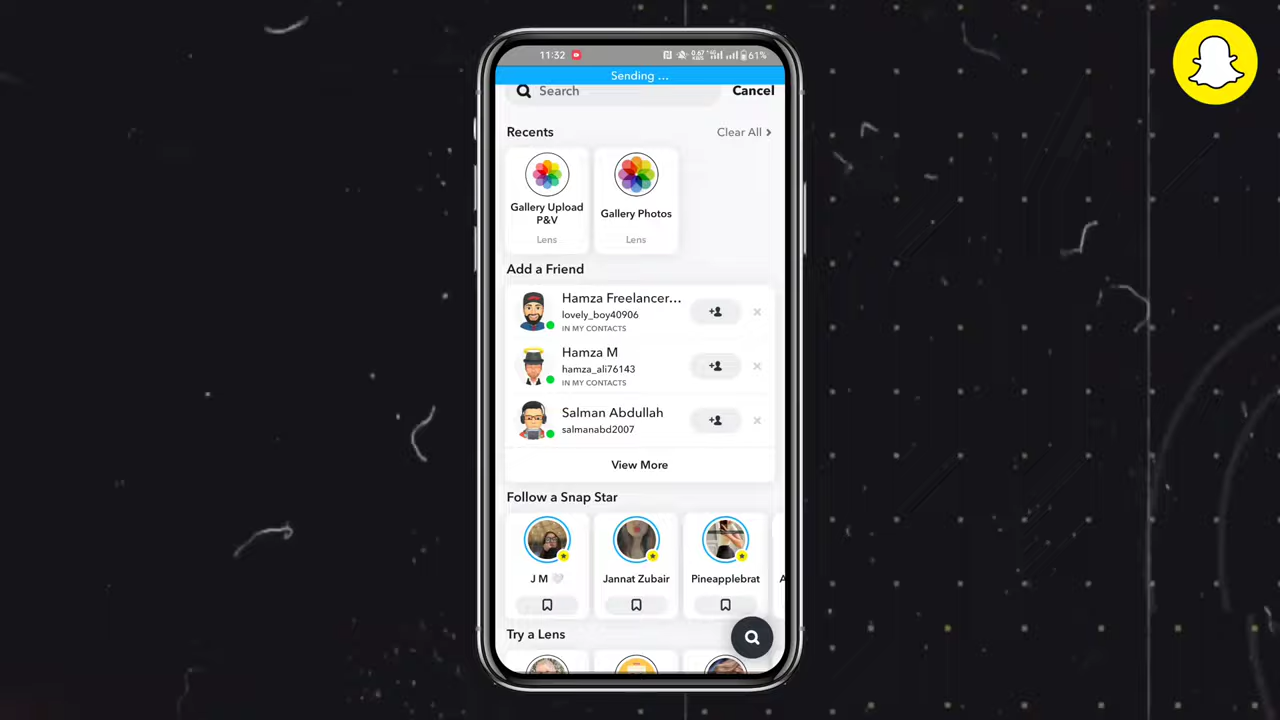 11:32
61%
Sending ...
Search
Cancel
Recents
Clear All
Gallery Upload
P&V
Lens
Gallery Photos
Lens
Add a Friend
Hamza Freelancer...
lovely_boy40906
IN MY CONTACTS
Hamza M
hamza_ali76143
IN MY CONTACTS
Salman Abdullah
salmanabd2007
View More
Follow a Snap Star
J M 🤍
Jannat Zubair
Pineapplebrat
A
Try a Lens